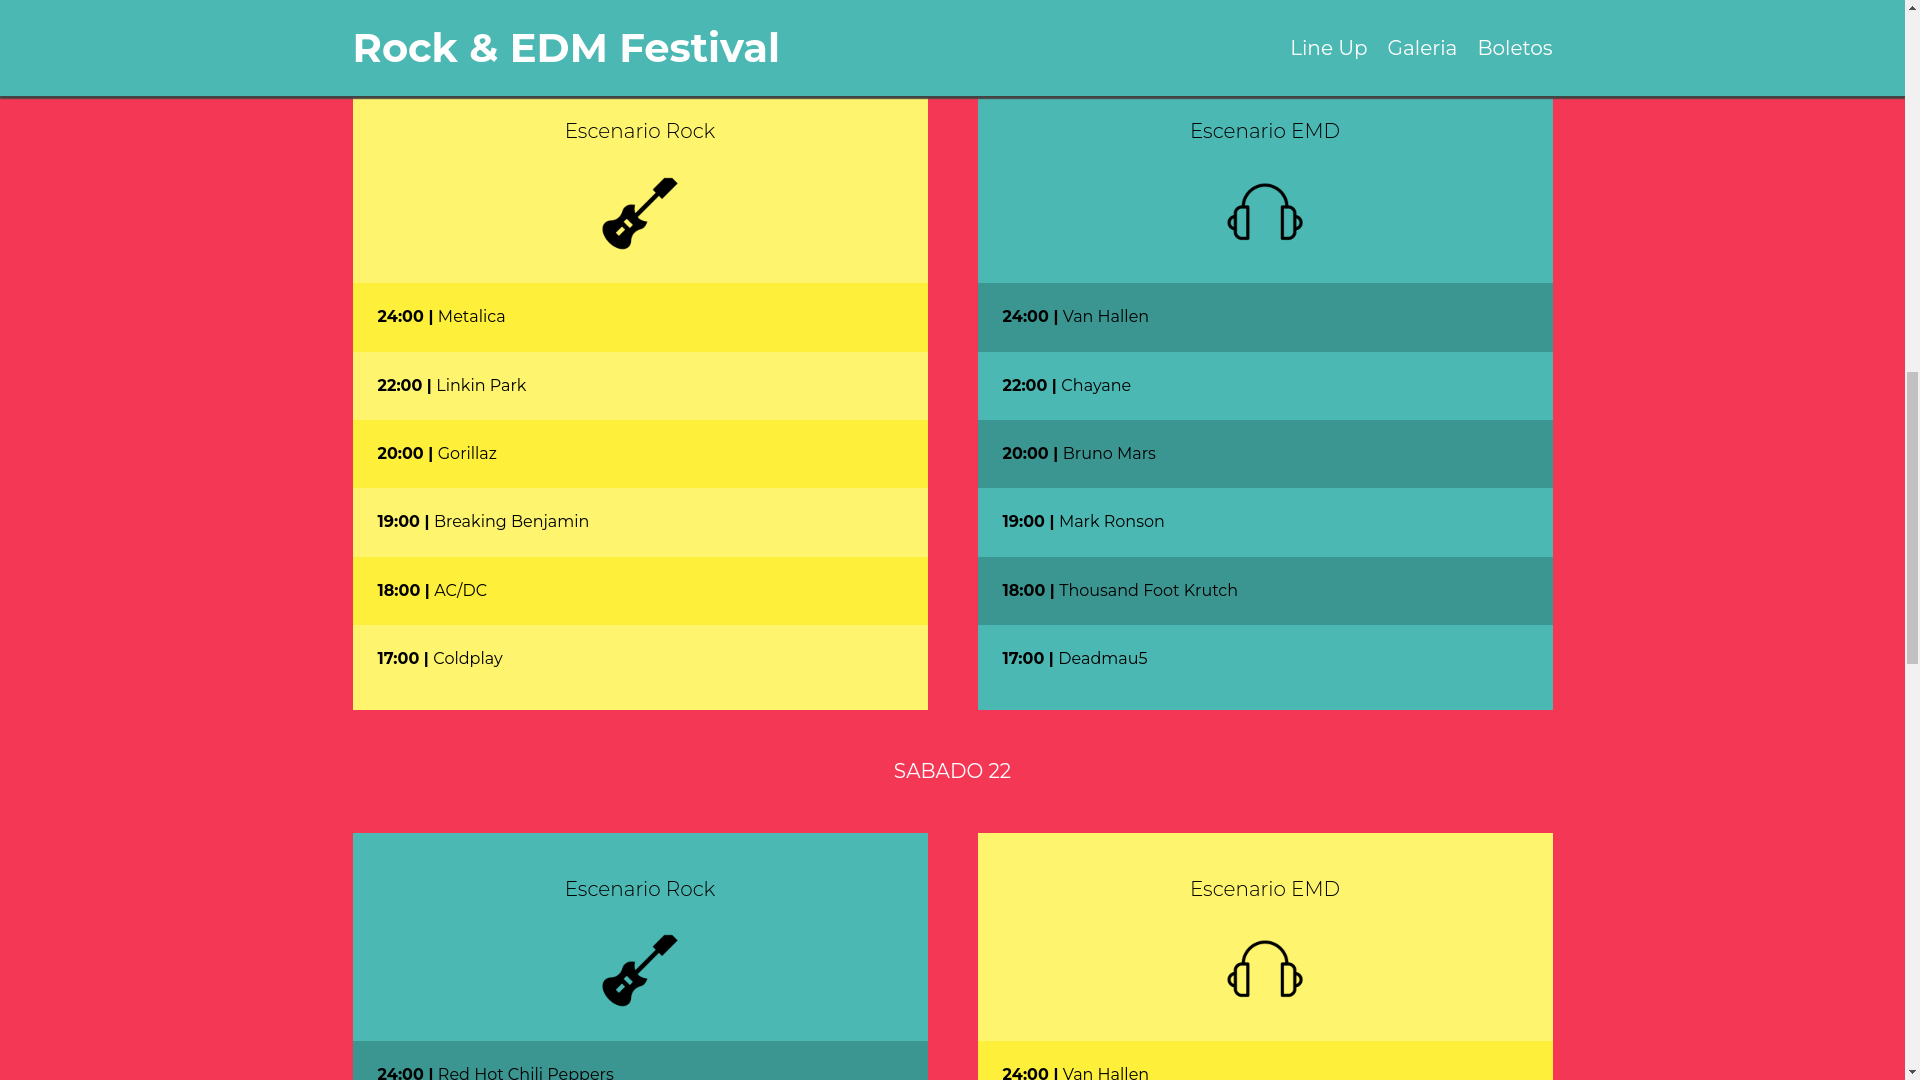 Rock & EDM Festival
Line Up Galeria Boletos
Escenario Rock
24:00 | Metalica
22:00 | Linkin Park
20:00 | Gorillaz
19:00 | Breaking Benjamin
18:00 | AC/DC
17:00 | Coldplay
Escenario EMD
24:00 | Van Hallen
22:00 | Chayane
20:00 | Bruno Mars
19:00 | Mark Ronson
18:00 | Thousand Foot Krutch
17:00 | Deadmau5
SABADO 22
Escenario Rock
24:00 | Red Hot Chili Peppers
Escenario EMD
24:00 | Van Hallen